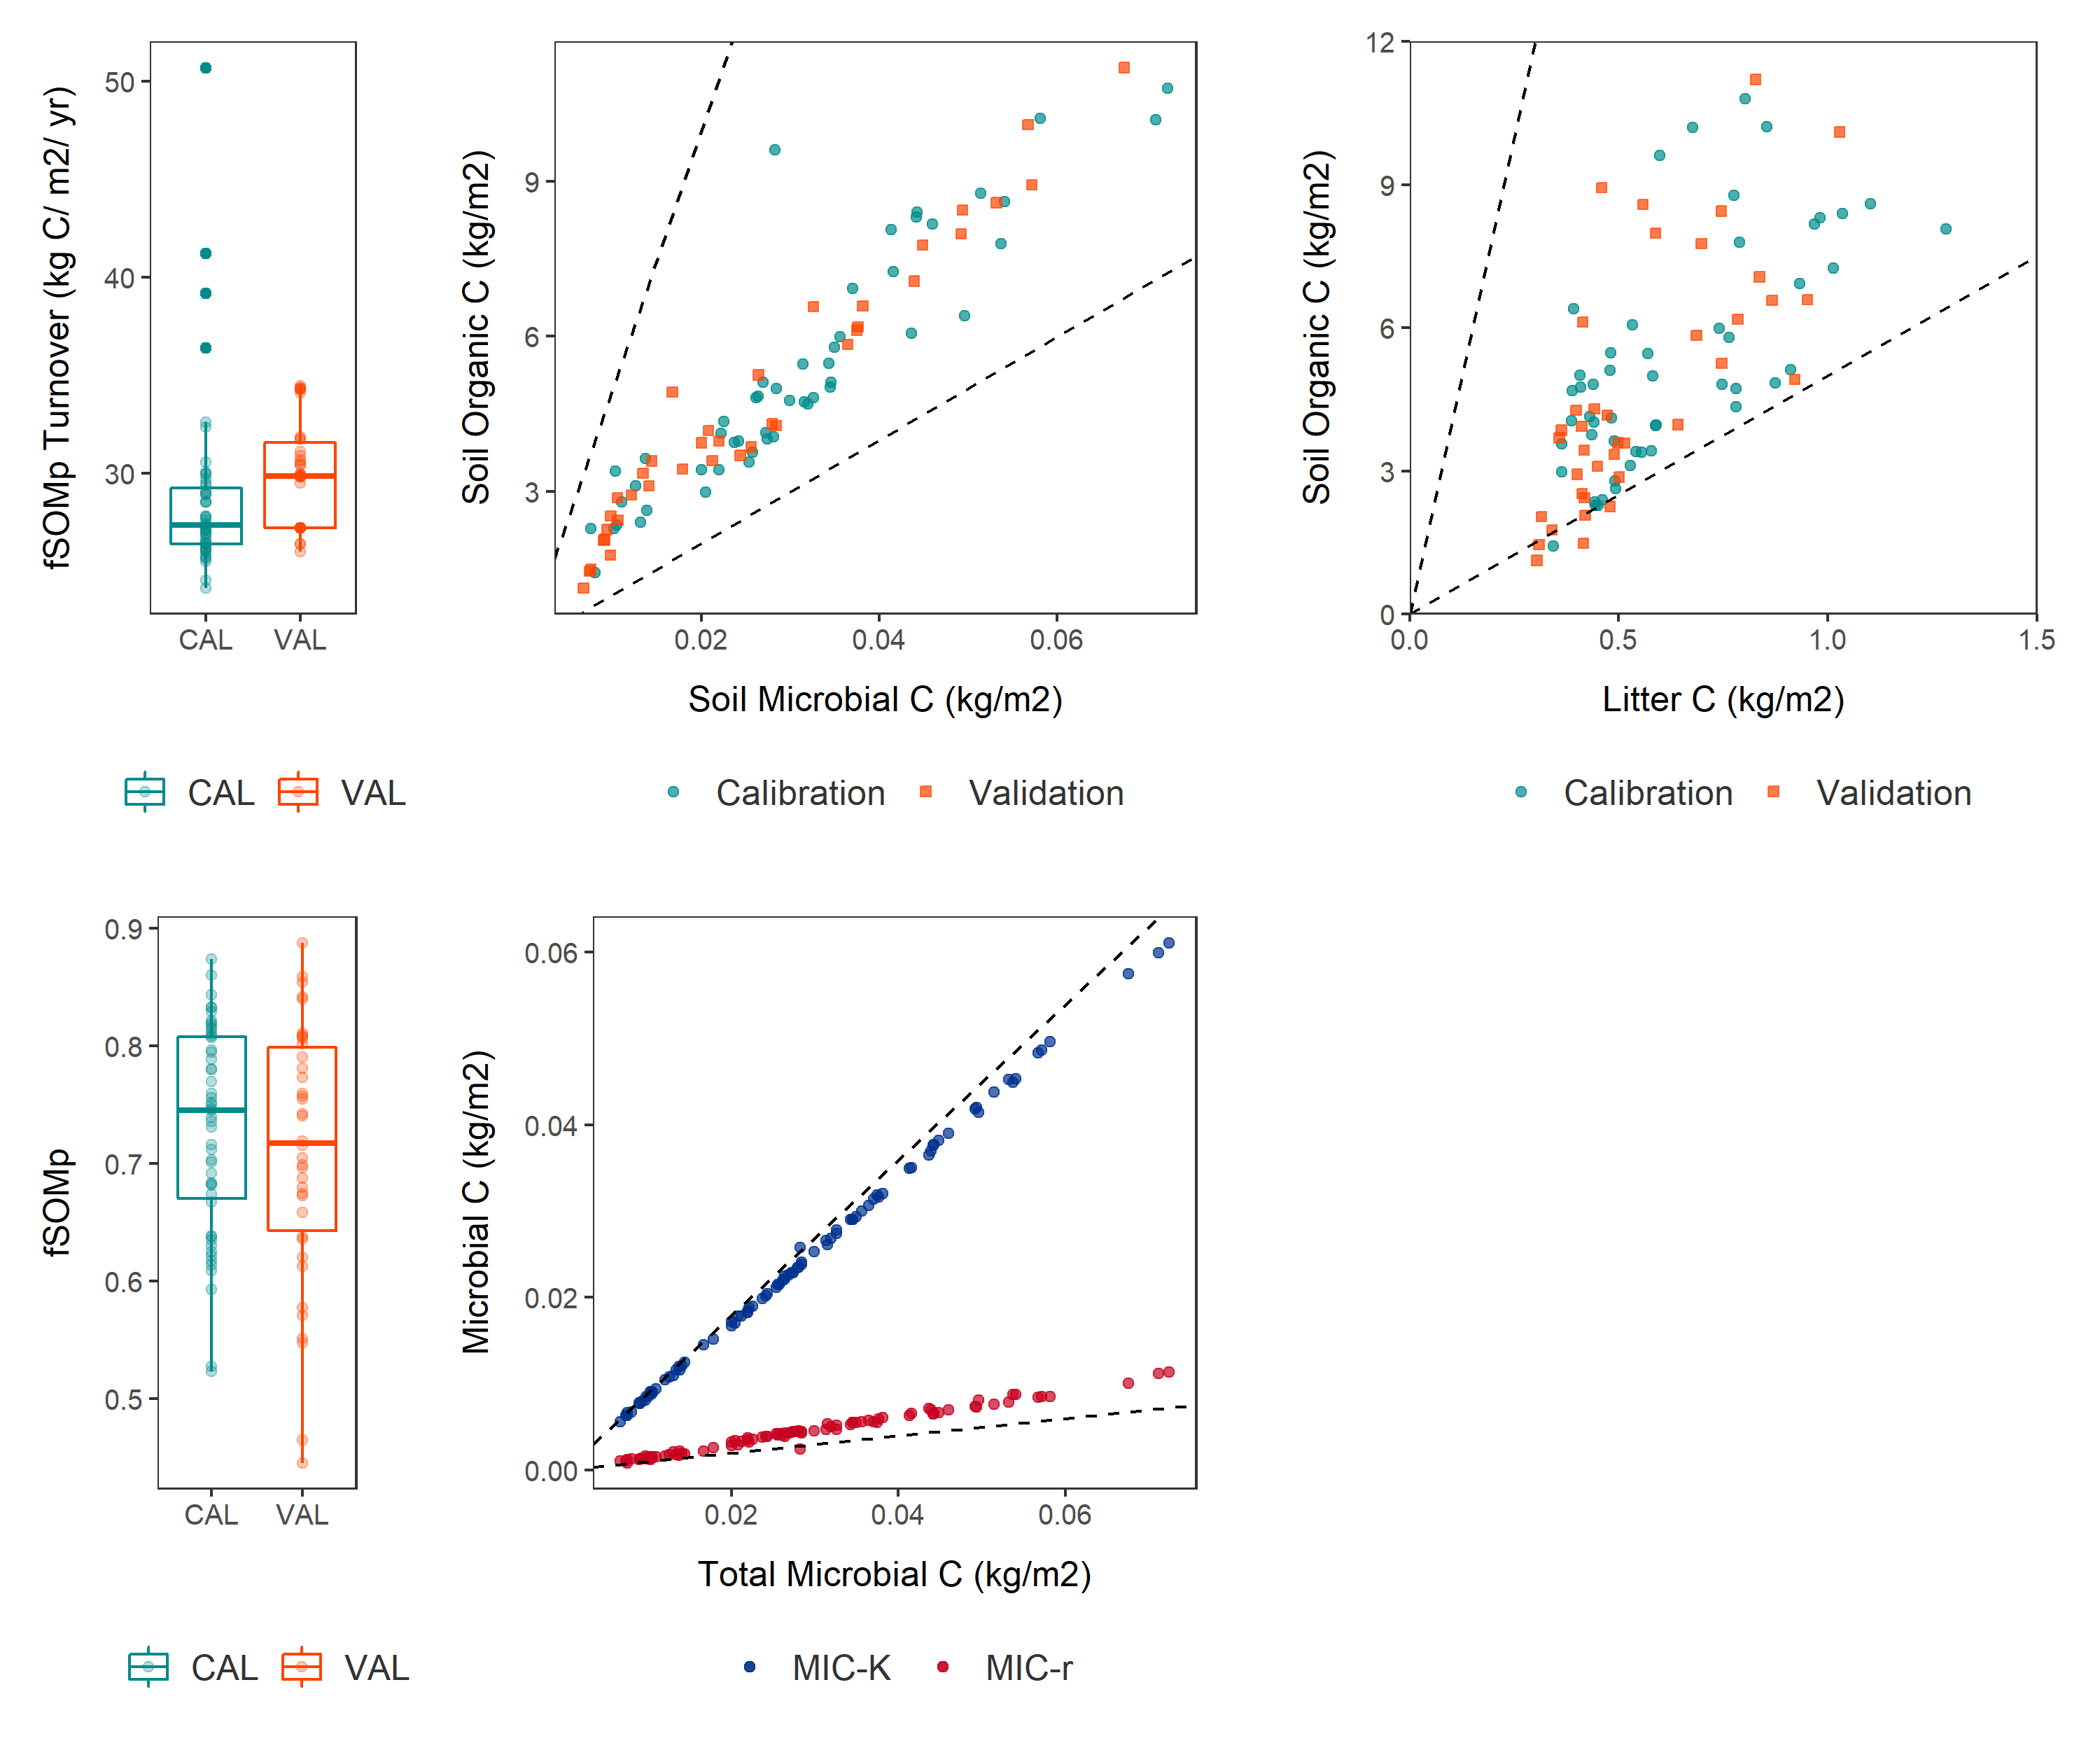 fSOMp Turnover (kg C/ m2/ yr)
50
40
30
CAL VAL
CAL VAL
Soil Organic C (kg/m2)
9
6
3
0.02 0.04 0.06
Soil Microbial C (kg/m2)
Calibration Validation
Soil Organic C (kg/m2)
12
9
6
3
0
0.0 0.5 1.0 1.5
Litter C (kg/m2)
Calibration Validation
fSOMp
0.9
0.8
0.7
0.6
0.5
CAL VAL
CAL VAL
Microbial C (kg/m2)
0.06
0.04
0.02
0.00
0.02 0.04 0.06
Total Microbial C (kg/m2)
MIC-K MIC-r